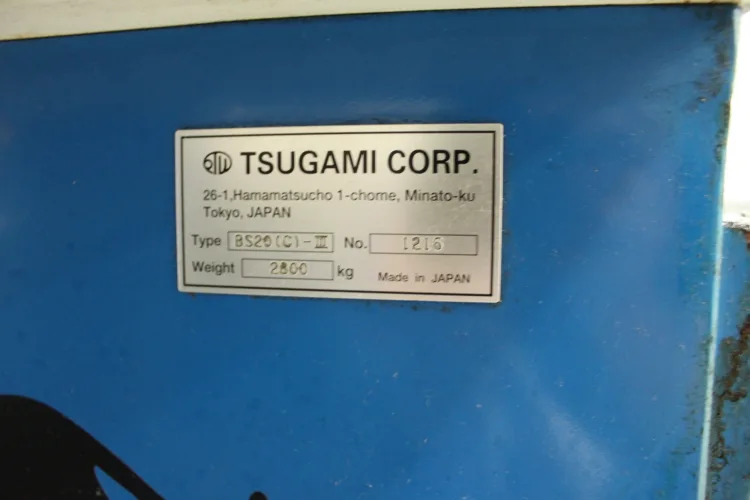 TSUGAMI CORP.
26-1,Hamamatsucho 1-chome, Minato-ku
Tokyo, JAPAN
Type BS20(C)-III No. 1216
Weight 2800 kg Made in JAPAN